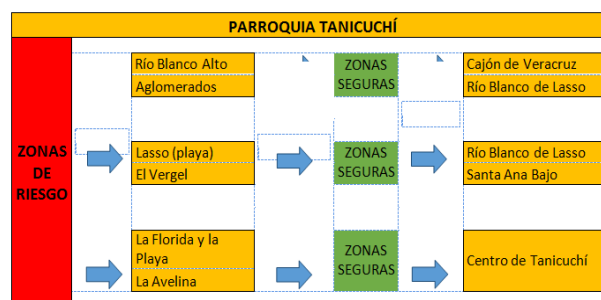 PARROQUIA TANICUCHÍ
ZONAS
DE
RIESGO
Río Blanco Alto
Aglomerados
ZONAS
SEGURAS
Cajón de Veracruz
Río Blanco de Lasso
Lasso (playa)
El Vergel
ZONAS
SEGURAS
Río Blanco de Lasso
Santa Ana Bajo
La Florida y la
Playa
La Avelina
ZONAS
SEGURAS
Centro de Tanicuchí